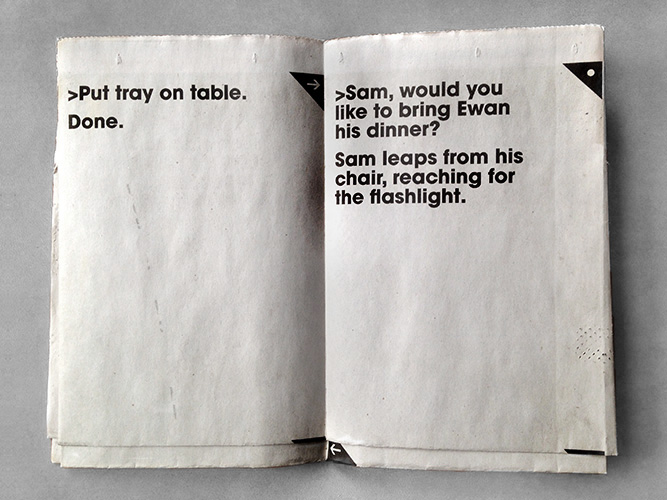 >Put tray on table.
Done.
>Sam, would you
like to bring Ewan
his dinner?
Sam leaps from his
chair, reaching for
the flashlight.